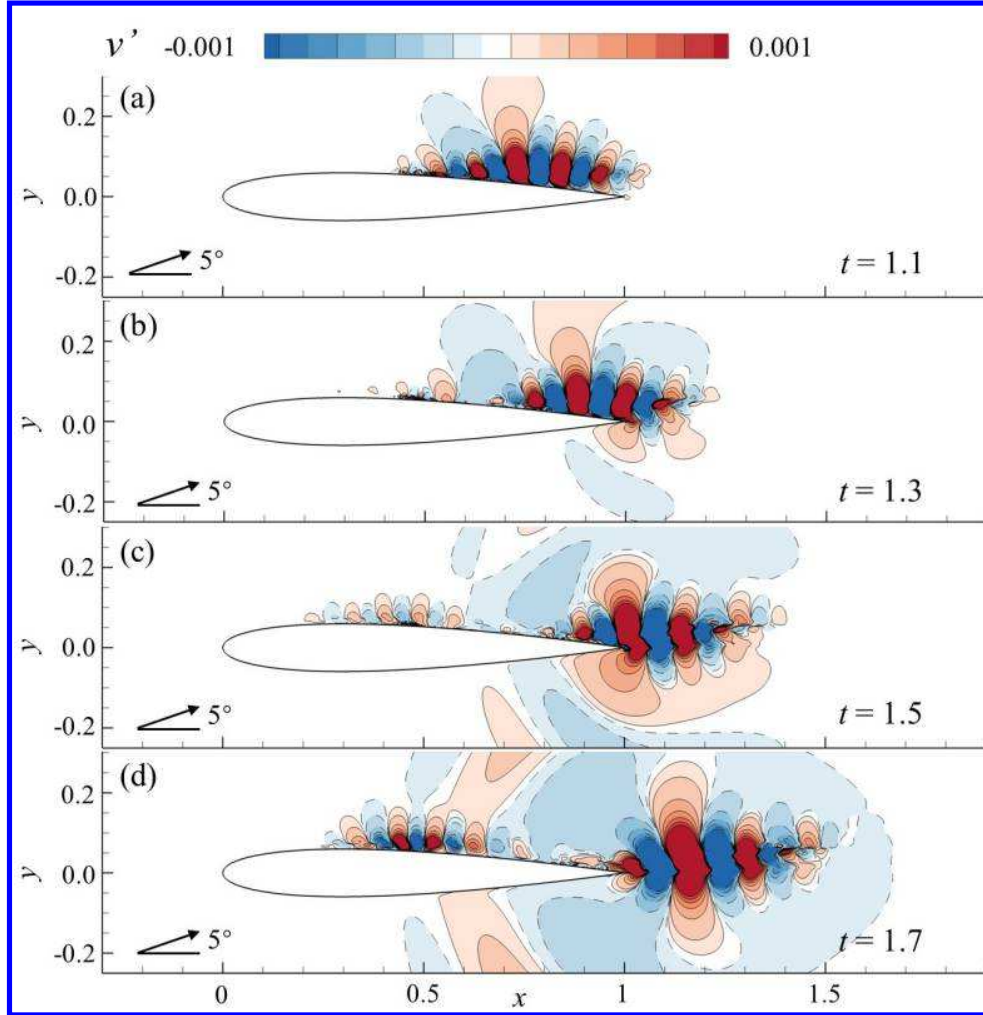 v' -0.001 0.001
(a)
0.2
0.0
y
-0.2
5°
t = 1.1
(b)
0.2
0.0
y
-0.2
5°
t = 1.3
(c)
0.2
0.0
y
-0.2
5°
t = 1.5
(d)
0.2
0.0
y
-0.2
5°
t = 1.7
0 0.5 x 1 1.5